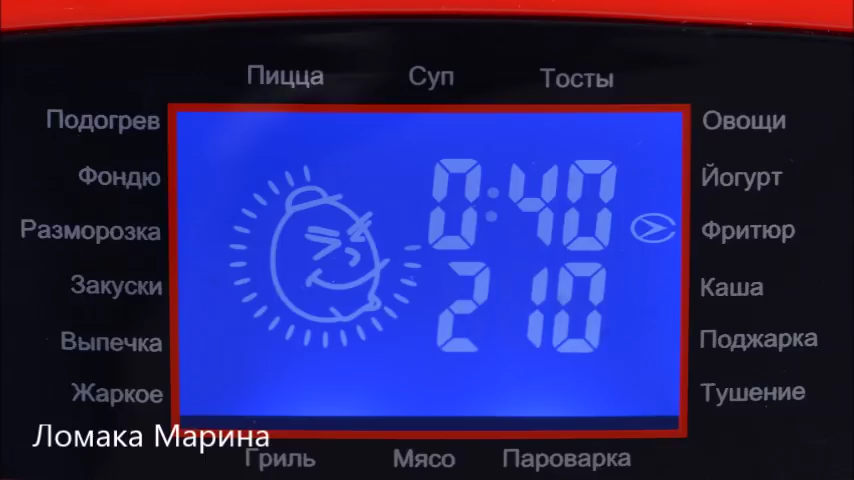 Пицца Суп Тосты
Подогрев Овощи
Фондю 0:40 Йогурт
Разморозка Фритюр
Закуски 210 Каша
Выпечка Поджарка
Жаркое Тушение
Ломака Марина
Гриль Мясо Пароварка